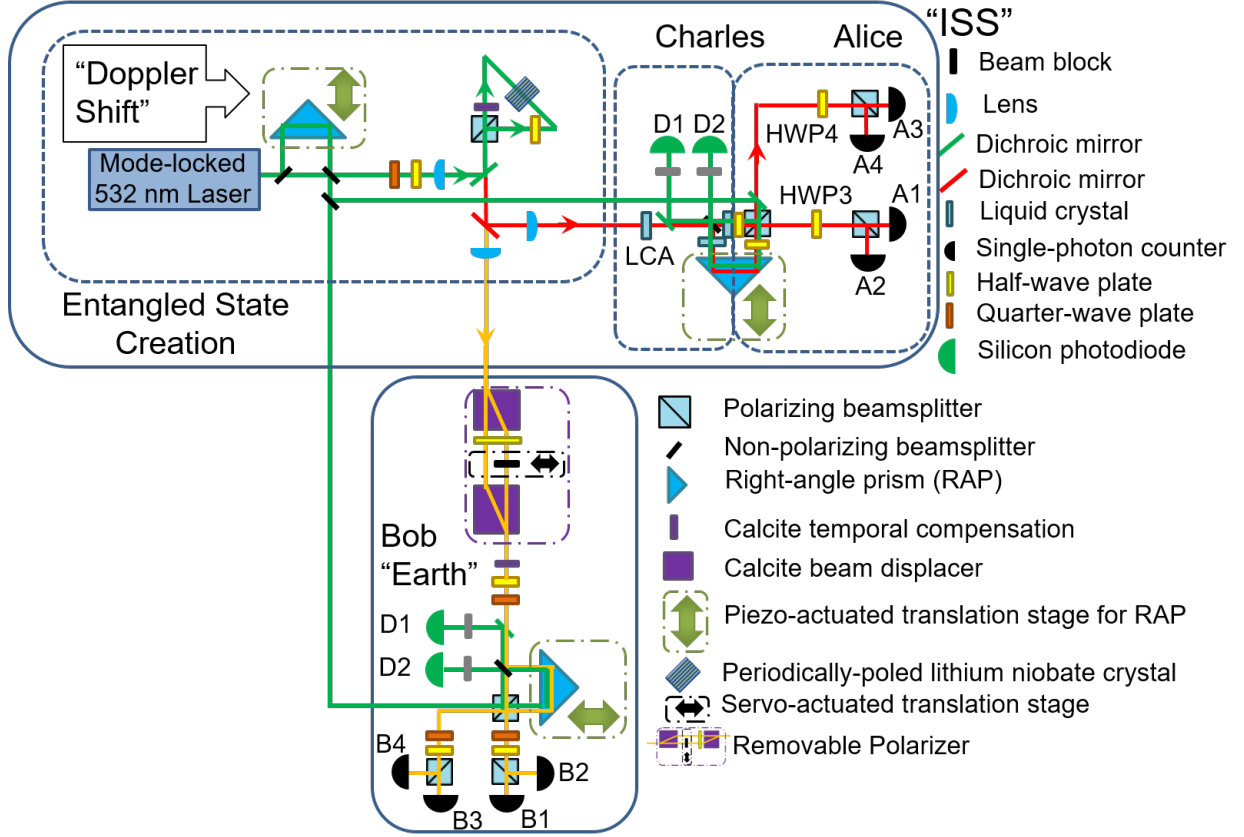 "ISS"
Charles
Alice
"Doppler
Shift"
Mode-locked
532 nm Laser
D1
D2
HWP4
A3
A4
HWP3
A1
A2
LCA
Entangled State
Creation
Beam block
Lens
Dichroic mirror
Dichroic mirror
Liquid crystal
Single-photon counter
Half-wave plate
Quarter-wave plate
Silicon photodiode
Polarizing beamsplitter
Non-polarizing beamsplitter
Right-angle prism (RAP)
Calcite temporal compensation
Calcite beam displacer
Piezo-actuated translation stage for RAP
Periodically-poled lithium niobate crystal
Servo-actuated translation stage
Removable Polarizer
Bob
"Earth"
D1
D2
B4
B3
B2
B1